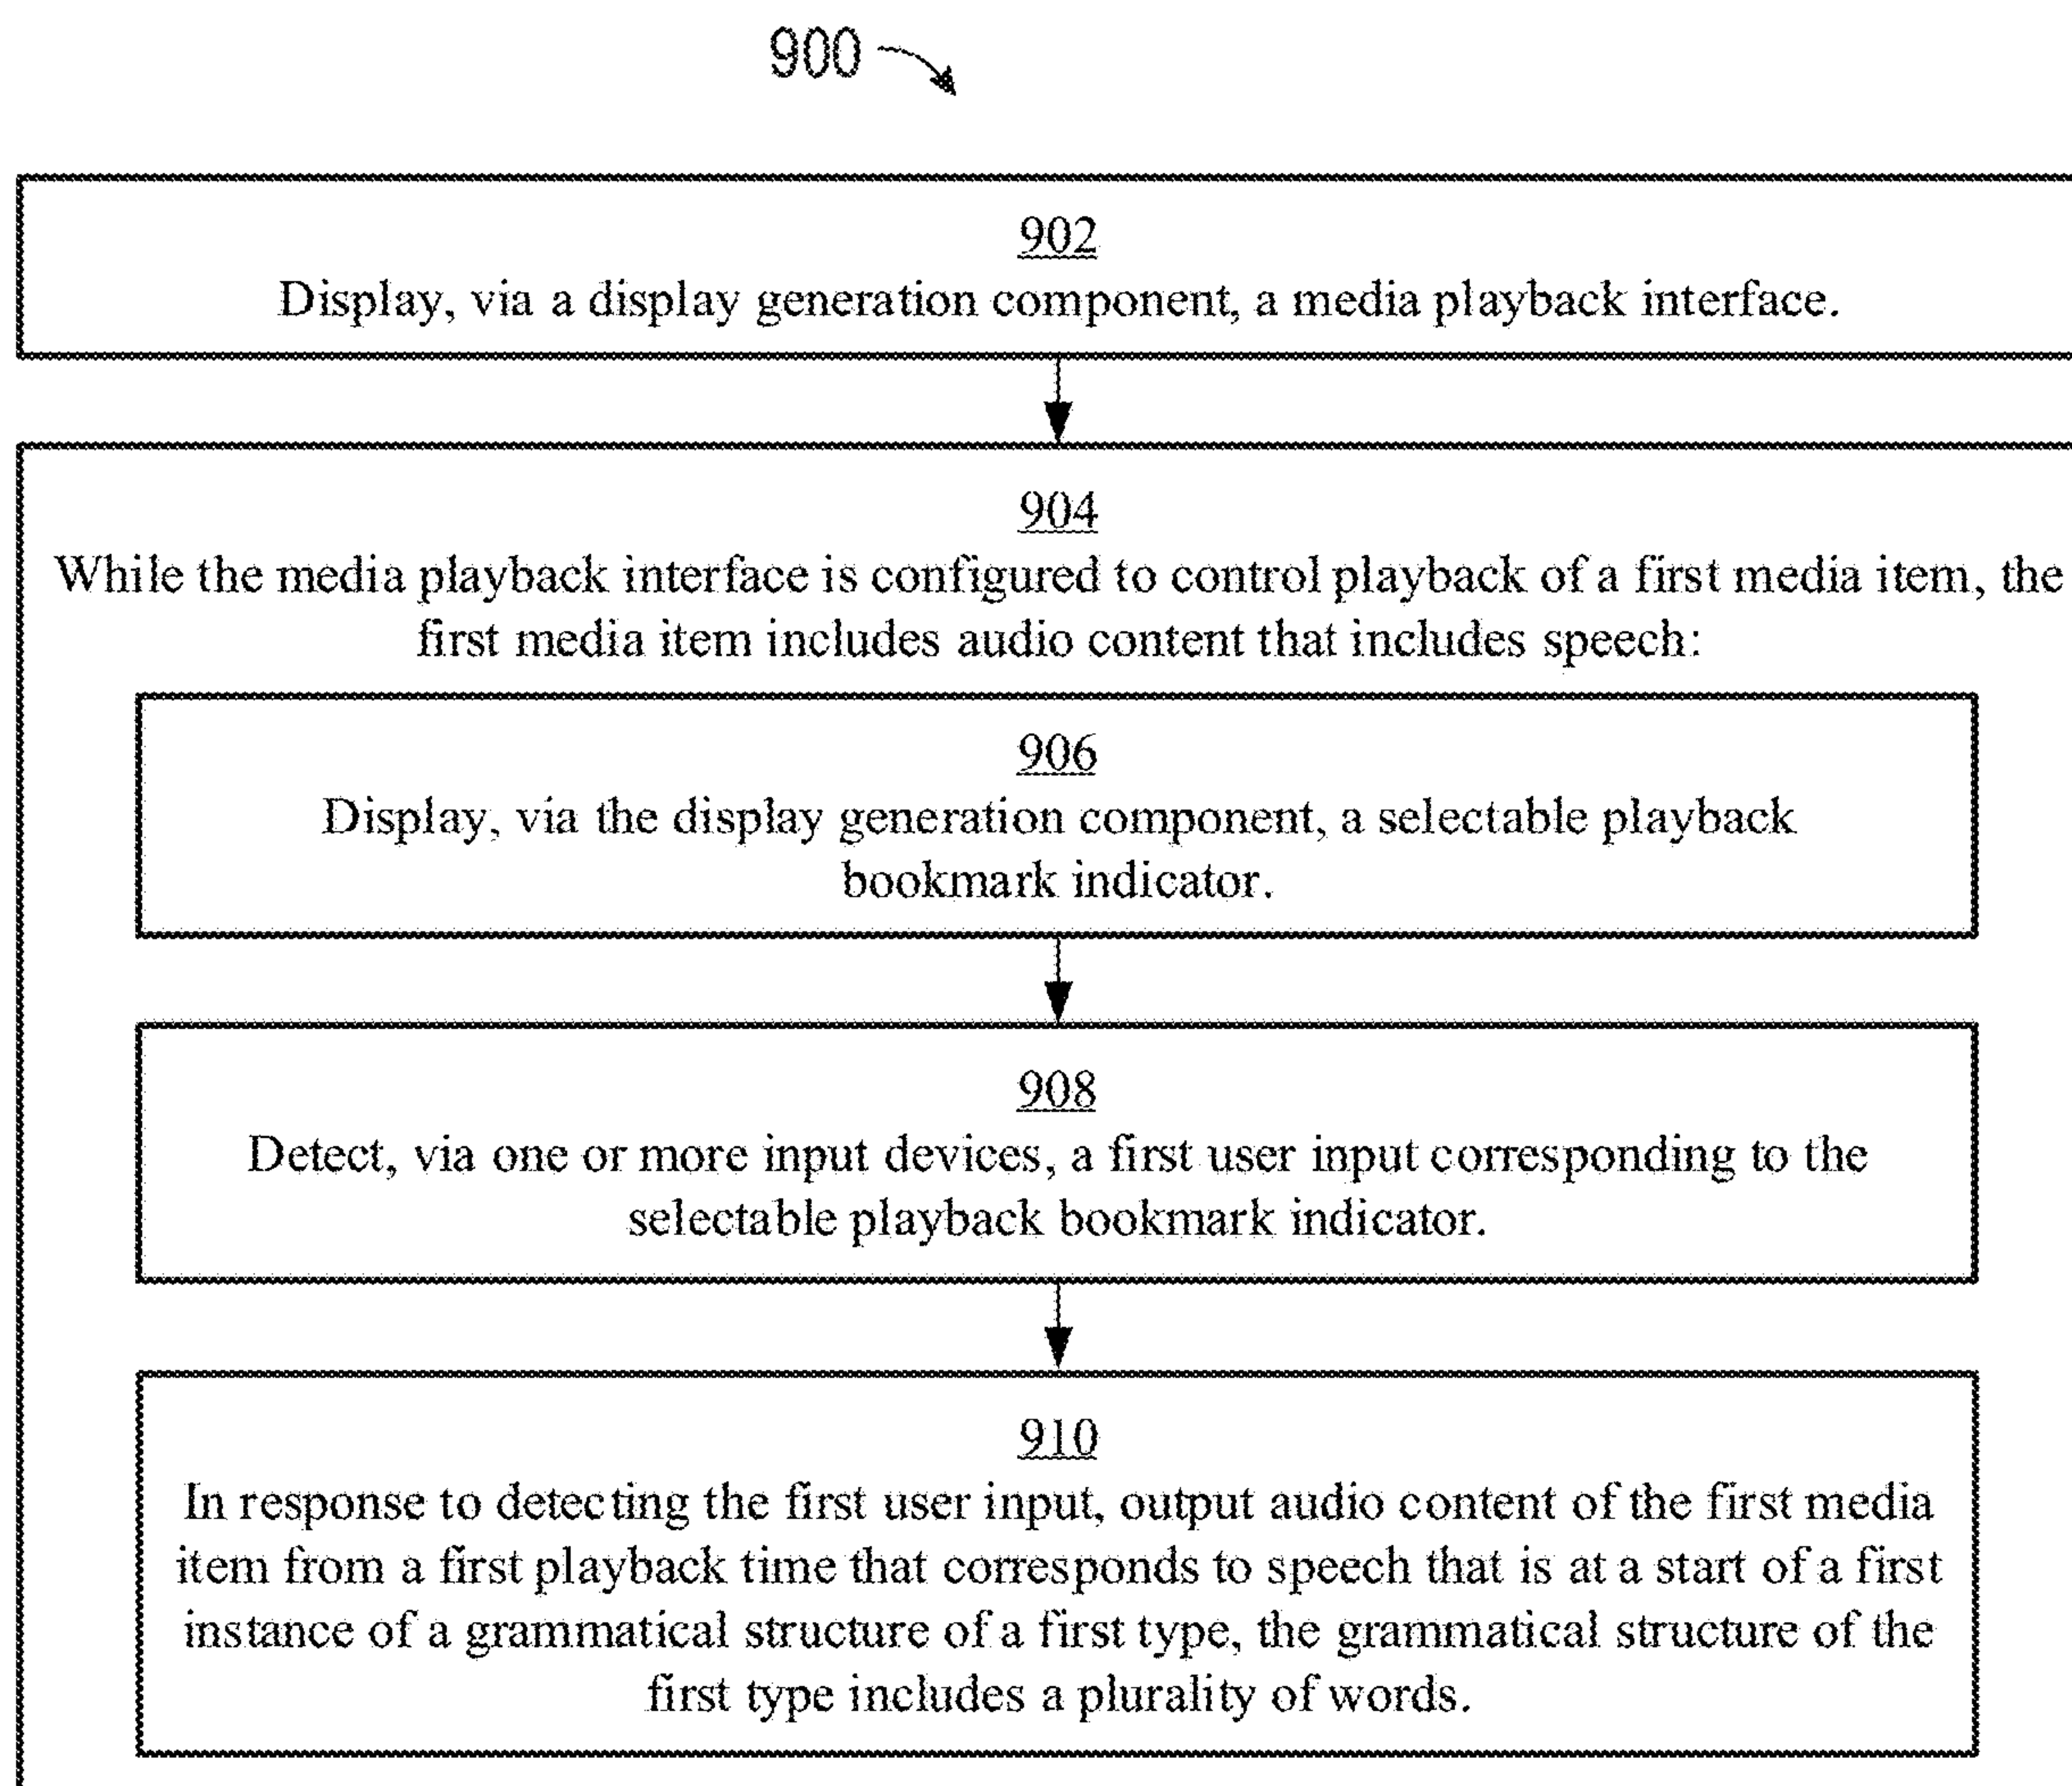 900
902
Display, via a display generation component, a media playback interface.
904
While the media playback interface is configured to control playback of a first media item, the
first media item includes audio content that includes speech:
906
Display, via the display generation component, a selectable playback
bookmark indicator.
908
Detect, via one or more input devices, a first user input corresponding to the
selectable playback bookmark indicator.
910
In response to detecting the first user input, output audio content of the first media
item from a first playback time that corresponds to speech that is at a start of a first
instance of a grammatical structure of a first type, the grammatical structure of the
first type includes a plurality of words.